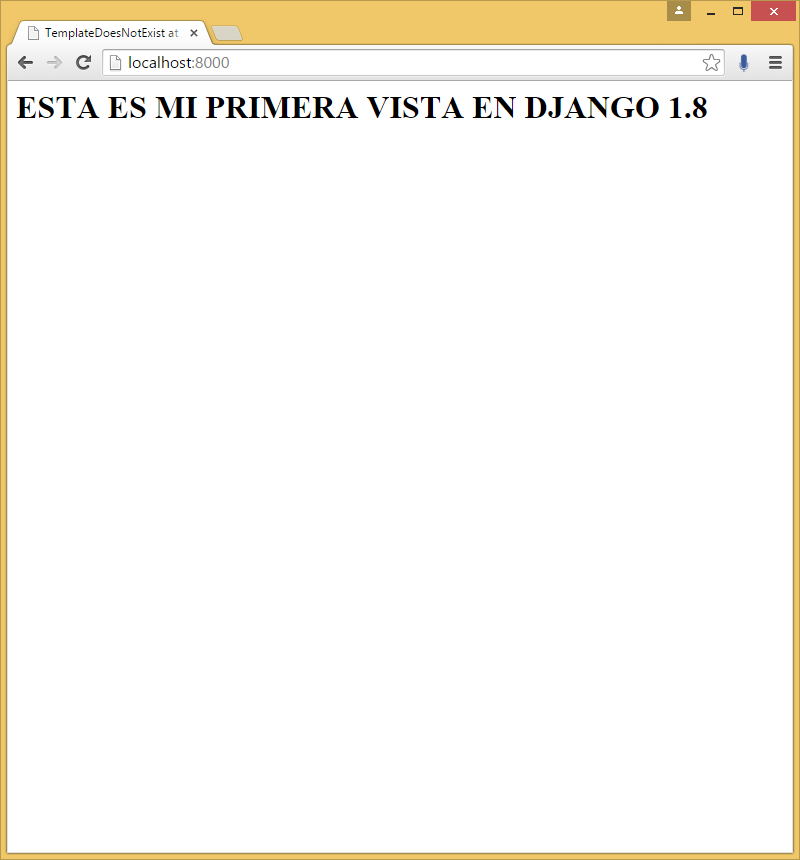 TemplateDoesNotExist at
localhost:8000
ESTA ES MI PRIMERA VISTA EN DJANGO 1.8